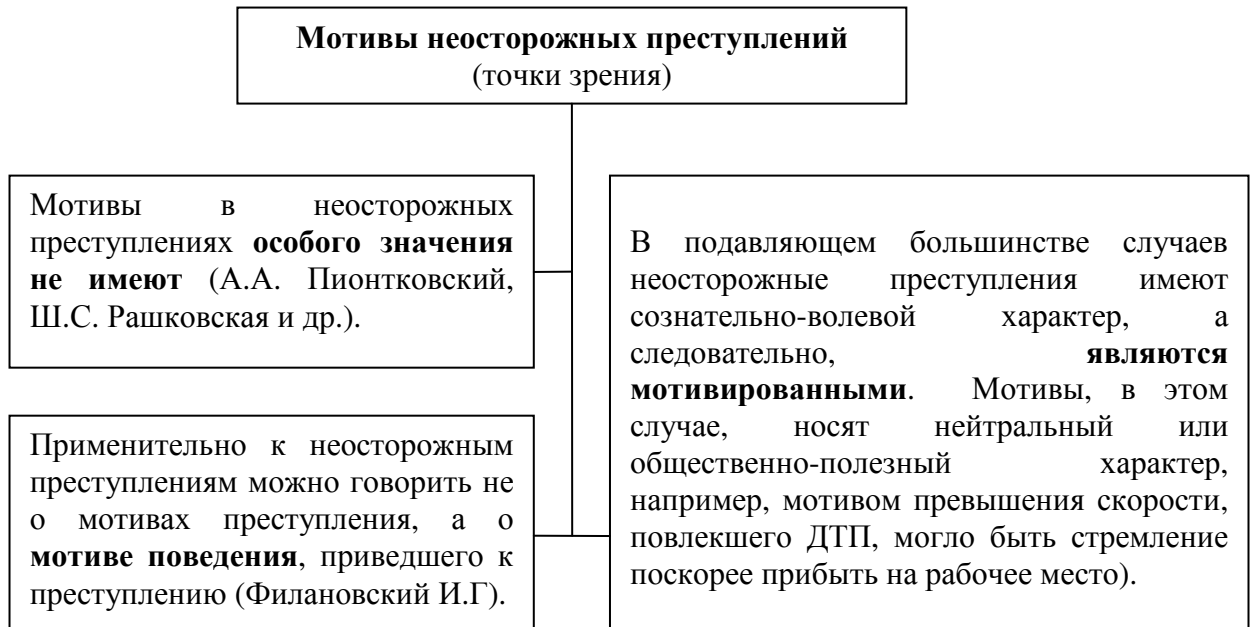 Мотивы неосторожных преступлений
(точки зрения)
Мотивы в неосторожных
преступлениях особого значения
не имеют (А.А. Пионтковский,
Ш.С. Рашковская и др.).
Применительно к неосторожным
преступлениям можно говорить не
о мотивах преступления, а о
мотиве поведения, приведшего к
преступлению (Филановский И.Г).
В подавляющем большинстве случаев
неосторожные преступления имеют
сознательно-волевой характер, а
следовательно, являются
мотивированными. Мотивы, в этом
случае, носят нейтральный или
общественно-полезный характер,
например, мотивом превышения скорости,
повлекшего ДТП, могло быть стремление
поскорее прибыть на рабочее место).